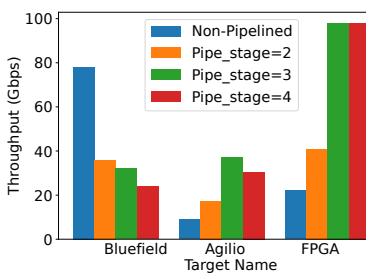 100
80
60
40
20
0
Throughput (Gbps)
Non-Pipelined
Pipe_stage=2
Pipe_stage=3
Pipe_stage=4
Bluefield Agilio FPGA
Target Name